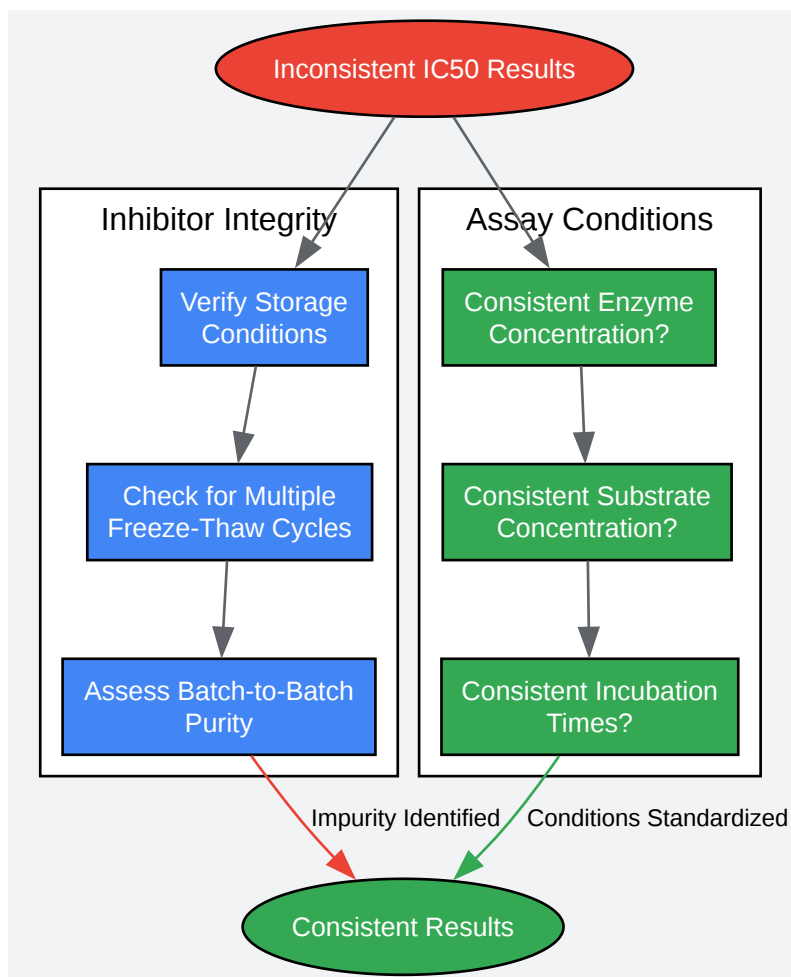 Inconsistent IC50 Results
Inhibitor Integrity
Verify Storage
Conditions
Check for Multiple
Freeze-Thaw Cycles
Assess Batch-to-Batch
Purity
Assay Conditions
Consistent Enzyme
Concentration?
Consistent Substrate
Concentration?
Consistent Incubation
Times?
Impurity Identified
Conditions Standardized
Consistent Results